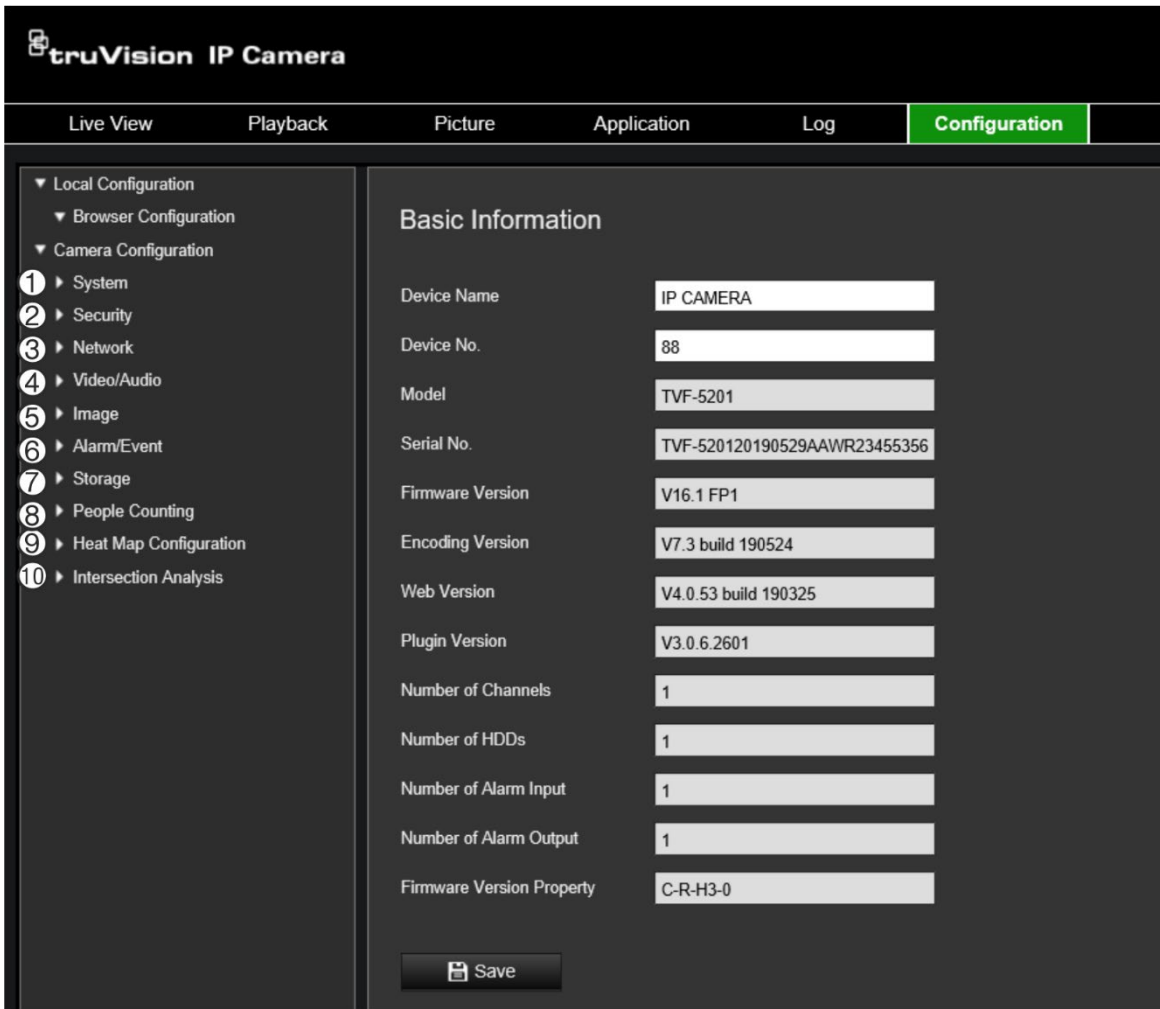 truVision IP Camera
Live View Playback Picture Application Log Configuration
Local Configuration
Browser Configuration
Camera Configuration
1 System
2 Security
3 Network
4 Video/Audio
5 Image
6 Alarm/Event
7 Storage
8 People Counting
9 Heat Map Configuration
10 Intersection Analysis
Basic Information
Device Name IP CAMERA
Device No. 88
Model TVF-5201
Serial No. TVF-520120190529AAWR23455356
Firmware Version V16.1 FP1
Encoding Version V7.3 build 190524
Web Version V4.0.53 build 190325
Plugin Version V3.0.6.2601
Number of Channels 1
Number of HDDs 1
Number of Alarm Input 1
Number of Alarm Output 1
Firmware Version Property C-R-H3-0
Save